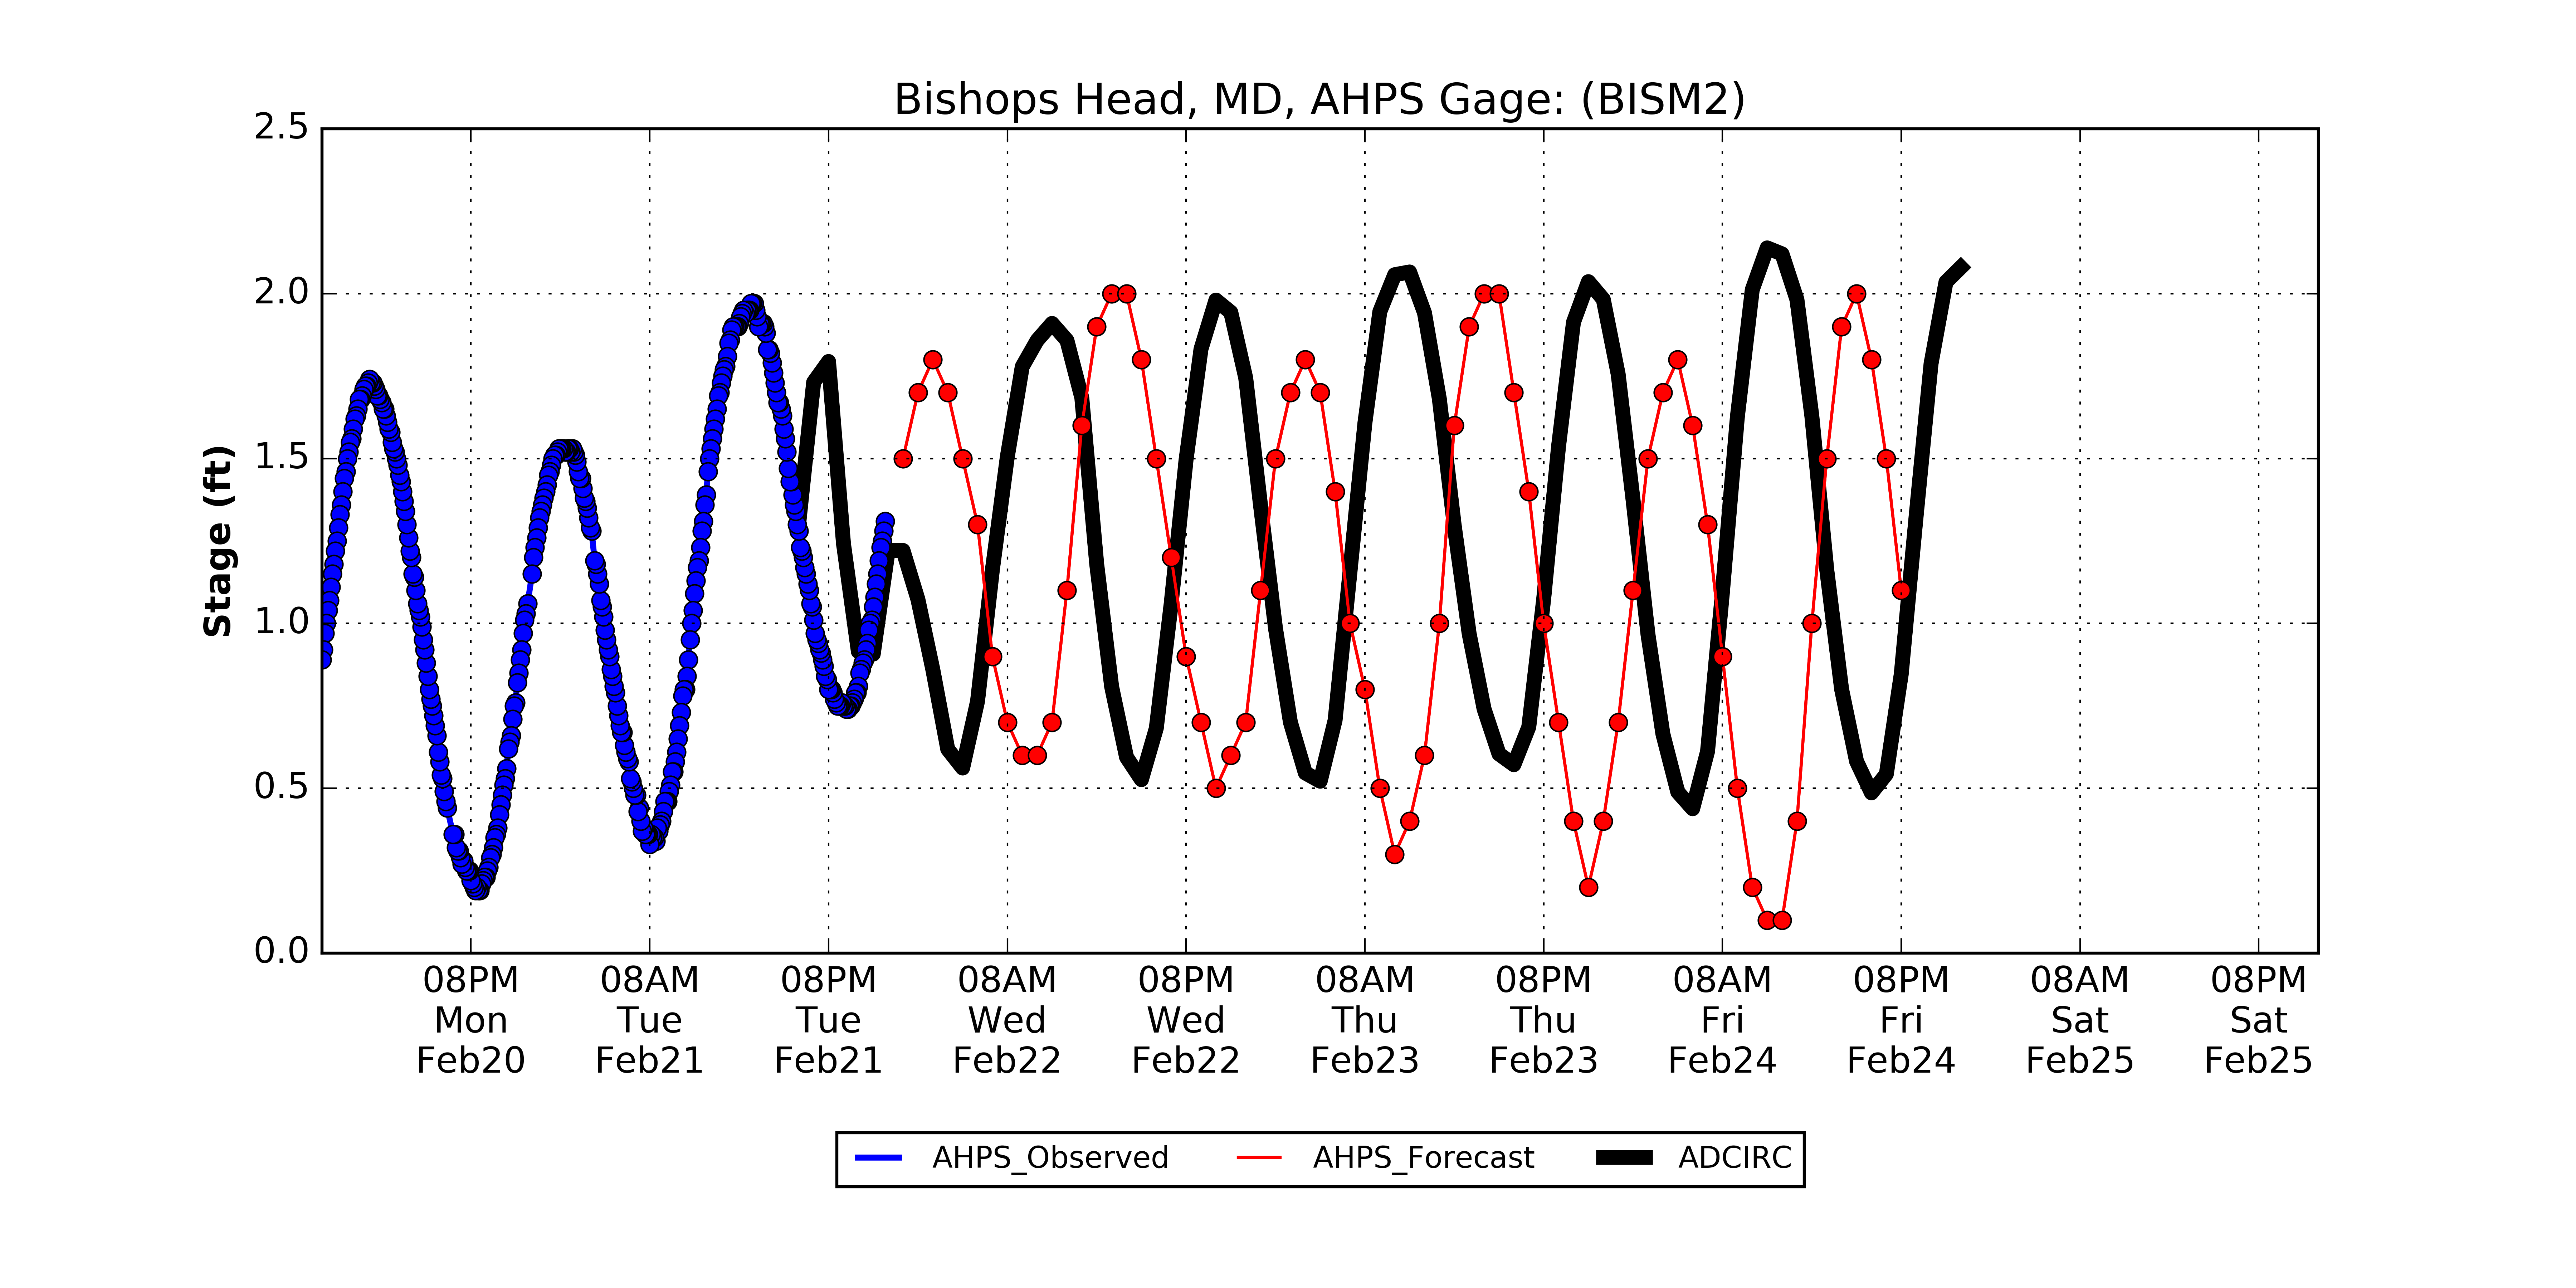 Bishops Head, MD, AHPS Gage: (BISM2)
2.5
2.0
1.5
1.0
0.5
0.0
Stage (ft)
08PM 08AM 08PM 08AM 08PM 08AM 08PM 08AM 08PM 08AM 08PM
Mon Tue Tue Wed Wed Thu Thu Fri Fri Sat Sat
Feb20 Feb21 Feb21 Feb22 Feb22 Feb23 Feb23 Feb24 Feb24 Feb25 Feb25
AHPS_Observed AHPS_Forecast ADCIRC